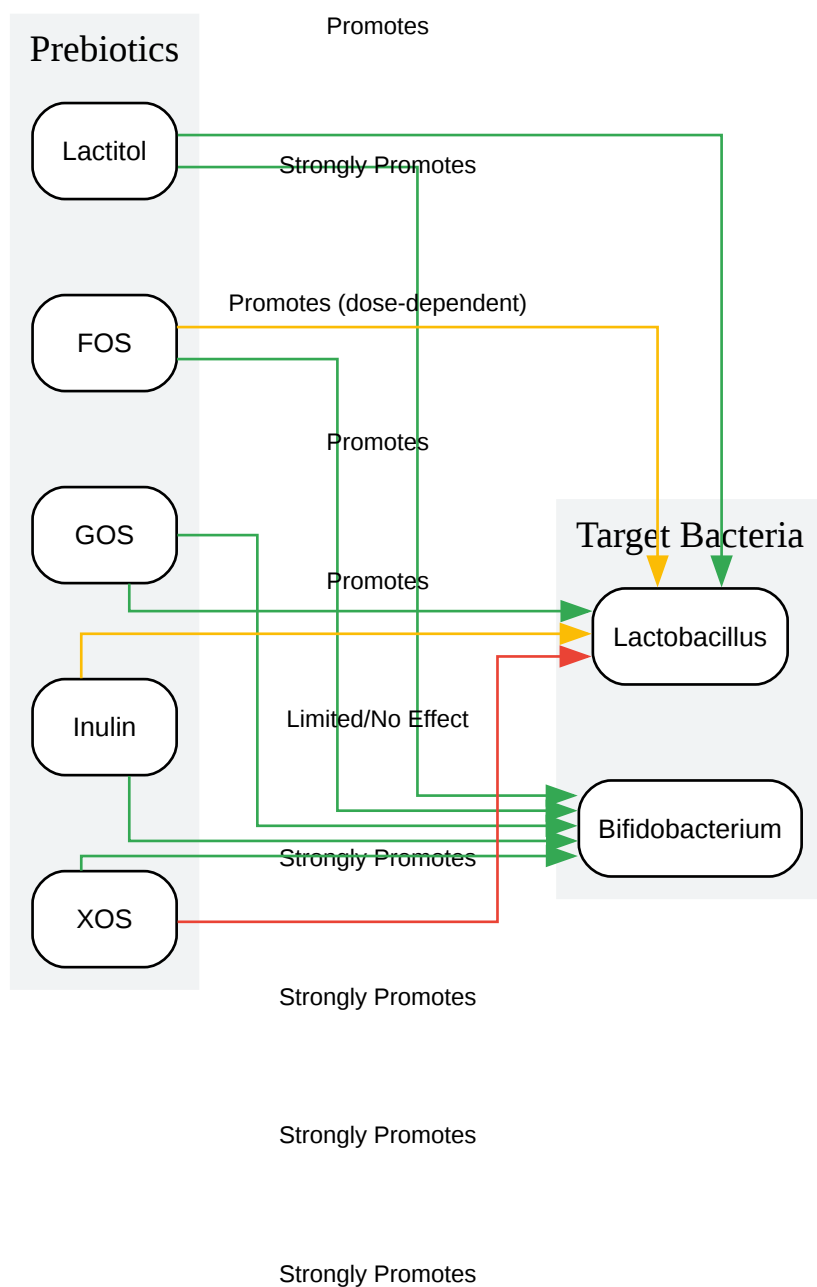 Promotes
Prebiotics
Lactitol
Strongly Promotes
Promotes (dose-dependent)
FOS
Promotes
GOS
Target Bacteria
Promotes
Lactobacillus
Inulin
Limited/No Effect
Bifidobacterium
Strongly Promotes
XOS
Strongly Promotes
Strongly Promotes
Strongly Promotes